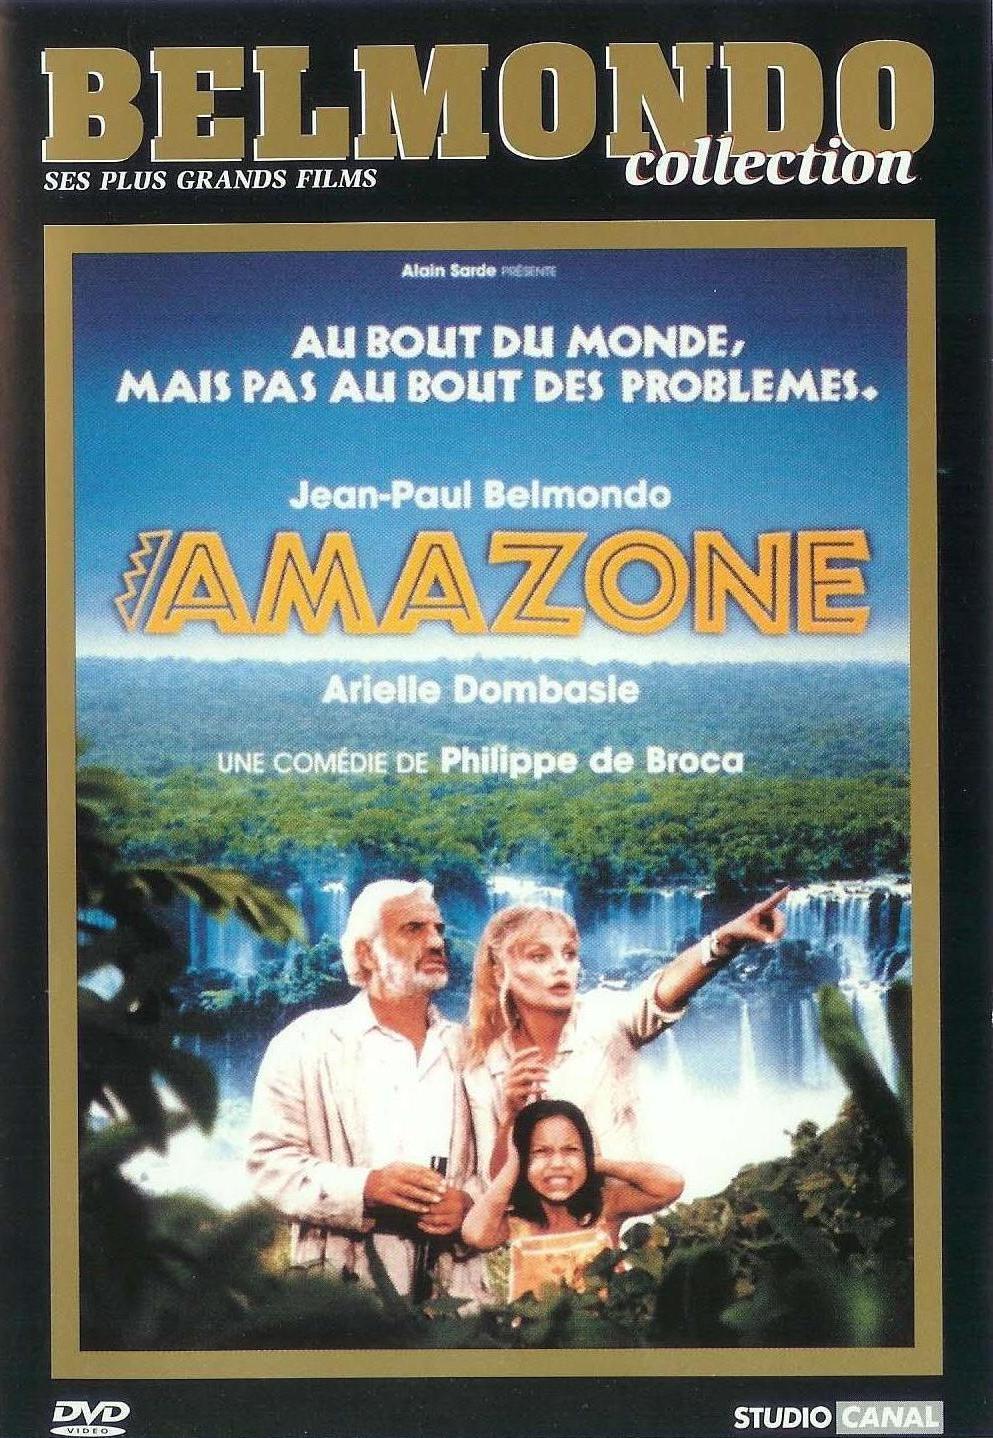 BELMONDO
collection
SES PLUS GRANDS FILMS
Alain Sarde PRÉSENTE
AU BOUT DU MONDE,
MAIS PAS AU BOUT DES PROBLEMES.
Jean-Paul Belmondo
AMAZONE
Arielle Dombasle
UNE COMÉDIE DE Philippe de Broca
DVD
VIDEO
STUDIO CANAL